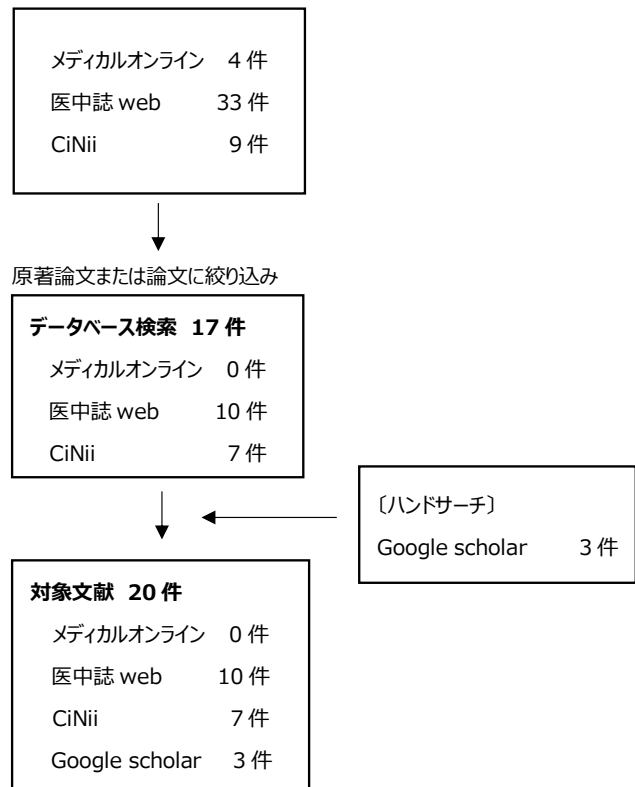 メディカルオンライン 4 件
医中誌 web 33 件
CiNii 9 件
原著論文または論文に絞り込み
データベース検索 17 件
メディカルオンライン 0 件
医中誌 web 10 件
CiNii 7 件
〔ハンドサーチ〕
Google scholar 3 件
対象文献 20 件
メディカルオンライン 0 件
医中誌 web 10 件
CiNii 7 件
Google scholar 3 件